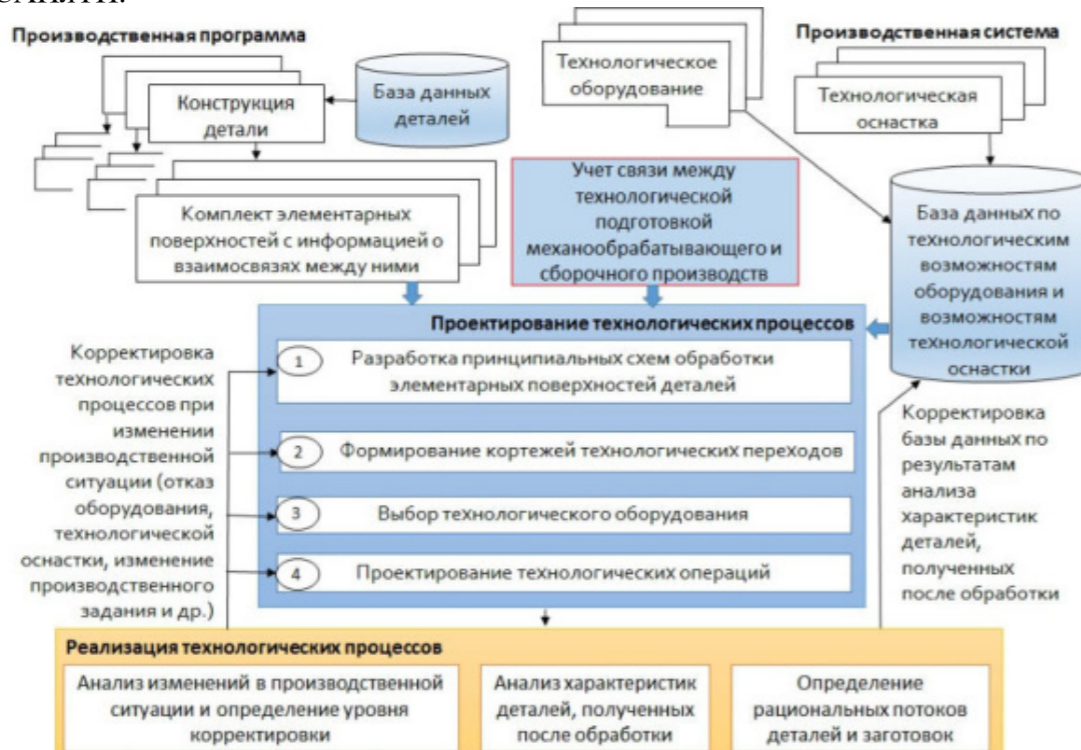 Производственная программа
Производственная система
Конструкция
детали
База данных
деталей
Технологическое
оборудование
Технологическая
оснастка
Комплект элементарных
поверхностей с информацией о
взаимосвязях между ними
Учет связи между
технологической
подготовкой
механообрабатывающего и
сборочного производств
База данных по
технологическим
возможностям
оборудования и
возможностям
технологической
оснастки
Проектирование технологических процессов
1
Разработка принципиальных схем обработки
элементарных поверхностей деталей
2
Формирование кортежей технологических переходов
3
Выбор технологического оборудования
4
Проектирование технологических операций
Корректировка
технологических
процессов при
изменении
производственной
ситуации (отказ
оборудования,
технологической
оснастки, изменение
производственного
задания и др.)
Корректировка
базы данных по
результатам
анализа
характеристик
деталей,
полученных
после обработки
Реализация технологических процессов
Анализ изменений в производственной
ситуации и определение уровня
корректировки
Анализ характеристик
деталей, полученных
после обработки
Определение
рациональных потоков
деталей и заготовок